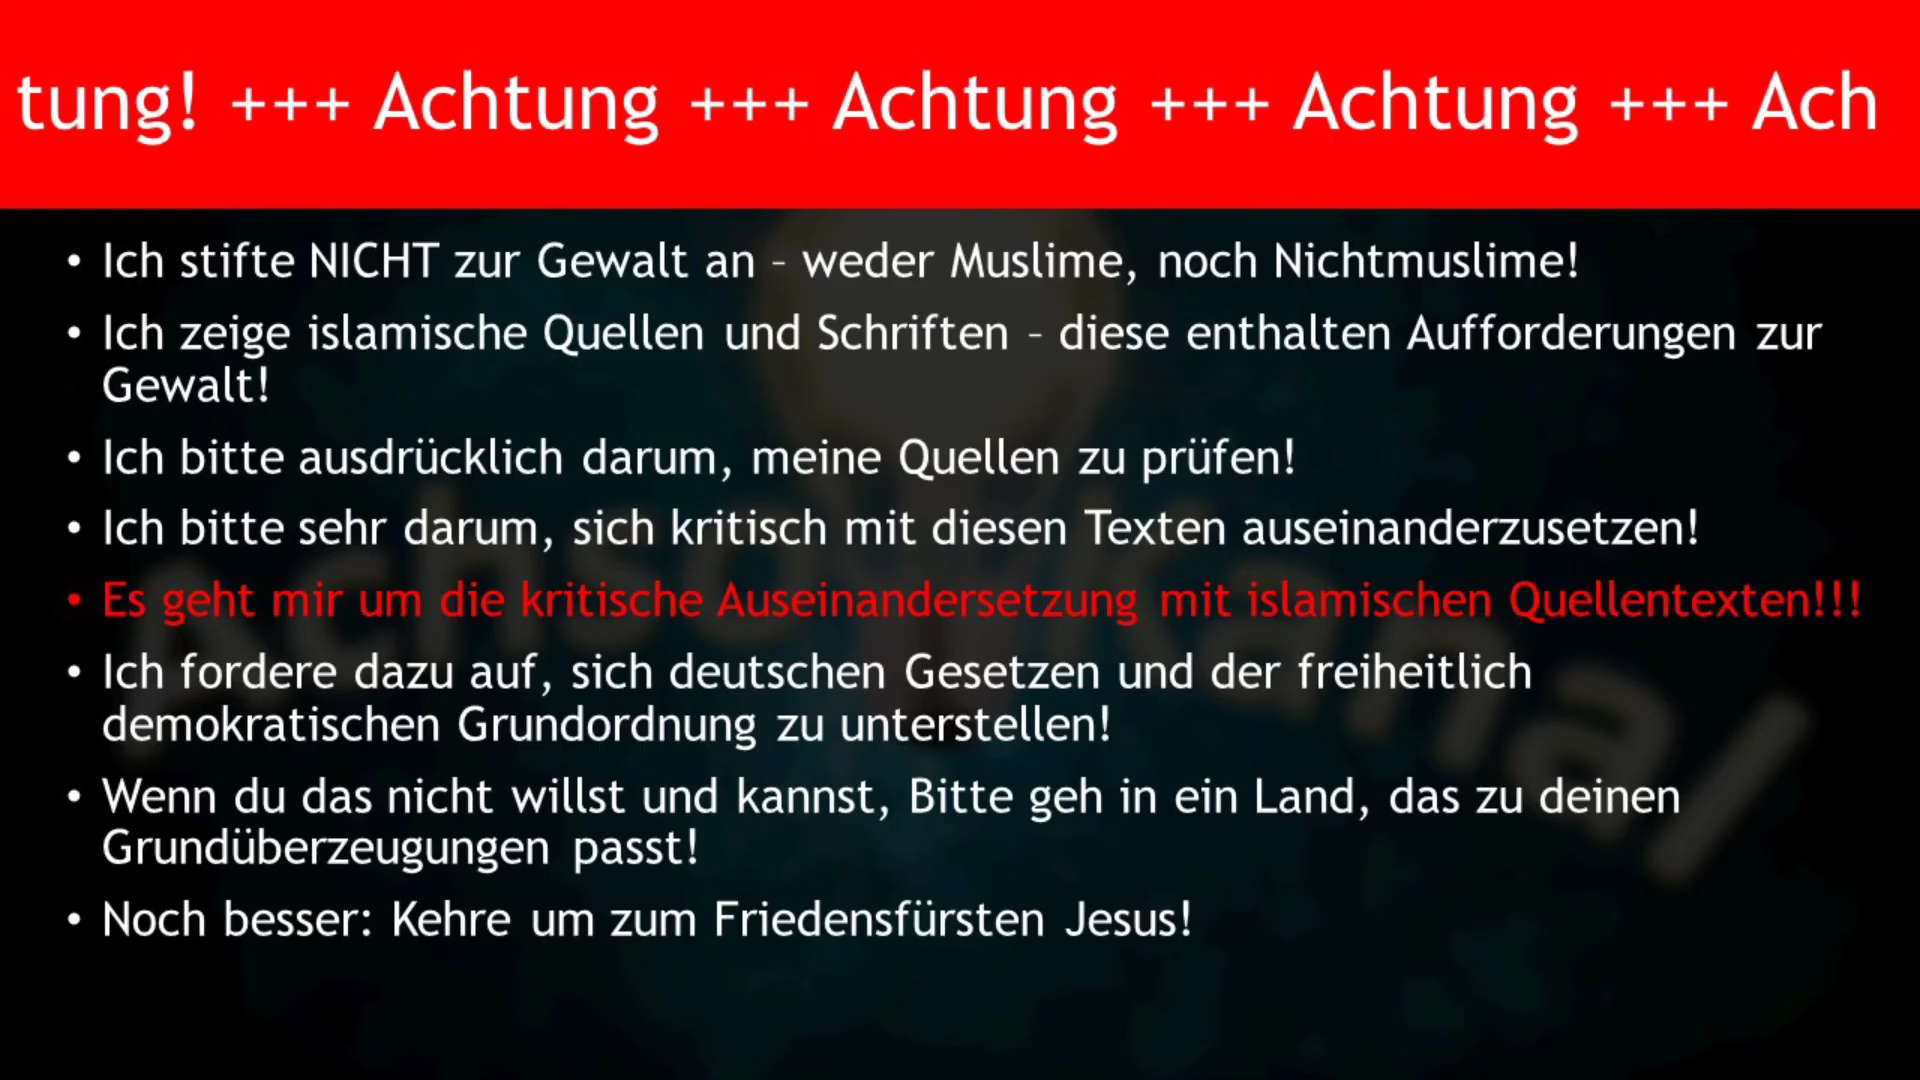 tung! +++ Achtung +++ Achtung +++ Achtung +++ Ach
• Ich stifte NICHT zur Gewalt an – weder Muslime, noch Nichtmuslime!
• Ich zeige islamische Quellen und Schriften – diese enthalten Aufforderungen zur
Gewalt!
• Ich bitte ausdrücklich darum, meine Quellen zu prüfen!
• Ich bitte sehr darum, sich kritisch mit diesen Texten auseinanderzusetzen!
• Es geht mir um die kritische Auseinandersetzung mit islamischen Quellentexten!!!
• Ich fordere dazu auf, sich deutschen Gesetzen und der freiheitlich
demokratischen Grundordnung zu unterstellen!
• Wenn du das nicht willst und kannst, Bitte geh in ein Land, das zu deinen
Grundüberzeugungen passt!
• Noch besser: Kehre um zum Friedensfürsten Jesus!
Achso Kanal